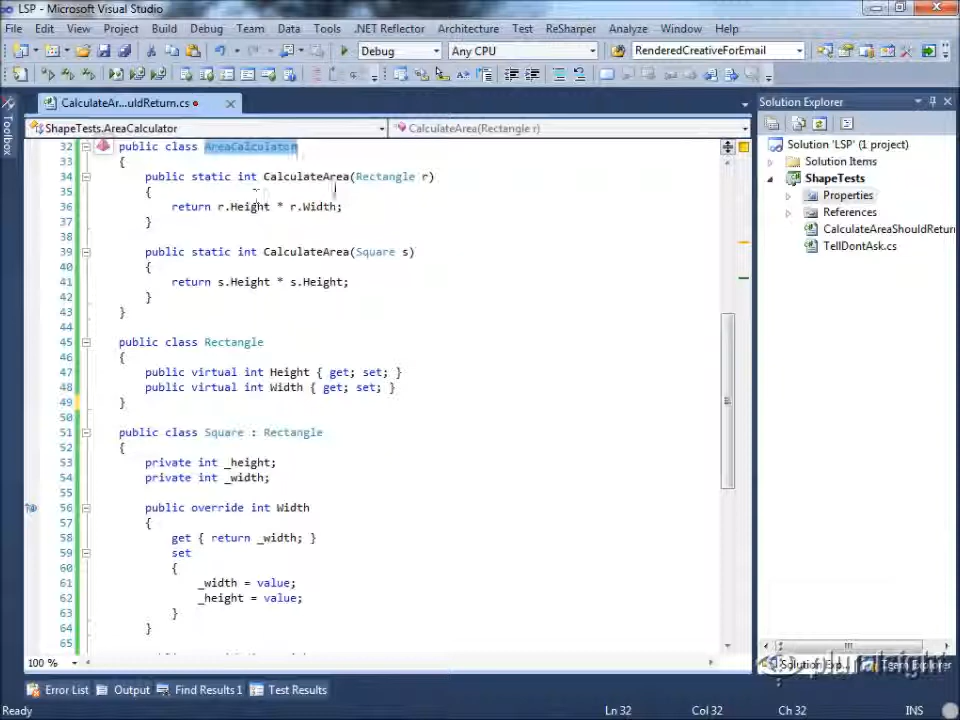 LSP - Microsoft Visual Studio
File Edit View Project Build Debug Team Data Tools .NET Reflector Architecture Test ReSharper Analyze Window Help
Debug Any CPU RenderedCreativeForEmail
Toolbox
CalculateAr...uldReturn.cs
ShapeTests.AreaCalculator CalculateArea(Rectangle r)
32 public class AreaCalculator
33 {
34 public static int CalculateArea(Rectangle r)
35 {
36 return r.Height * r.Width;
37 }
38
39 public static int CalculateArea(Square s)
40 {
41 return s.Height * s.Height;
42 }
43 }
44
45 public class Rectangle
46 {
47 public virtual int Height { get; set; }
48 public virtual int Width { get; set; }
49 }
50
51 public class Square : Rectangle
52 {
53 private int _height;
54 private int _width;
55
56 public override int Width
57 {
58 get { return _width; }
59 set
60 {
61 _width = value;
62 _height = value;
63 }
64 }
65
100 %
Solution Explorer
Solution 'LSP' (1 project)
Solution Items
ShapeTests
Properties
References
CalculateAreaShouldReturn
TellDontAsk.cs
Solution Exp... Team Explorer
pluralsight
Error List Output Find Results 1 Test Results
Ready Ln 32 Col 32 Ch 32 INS